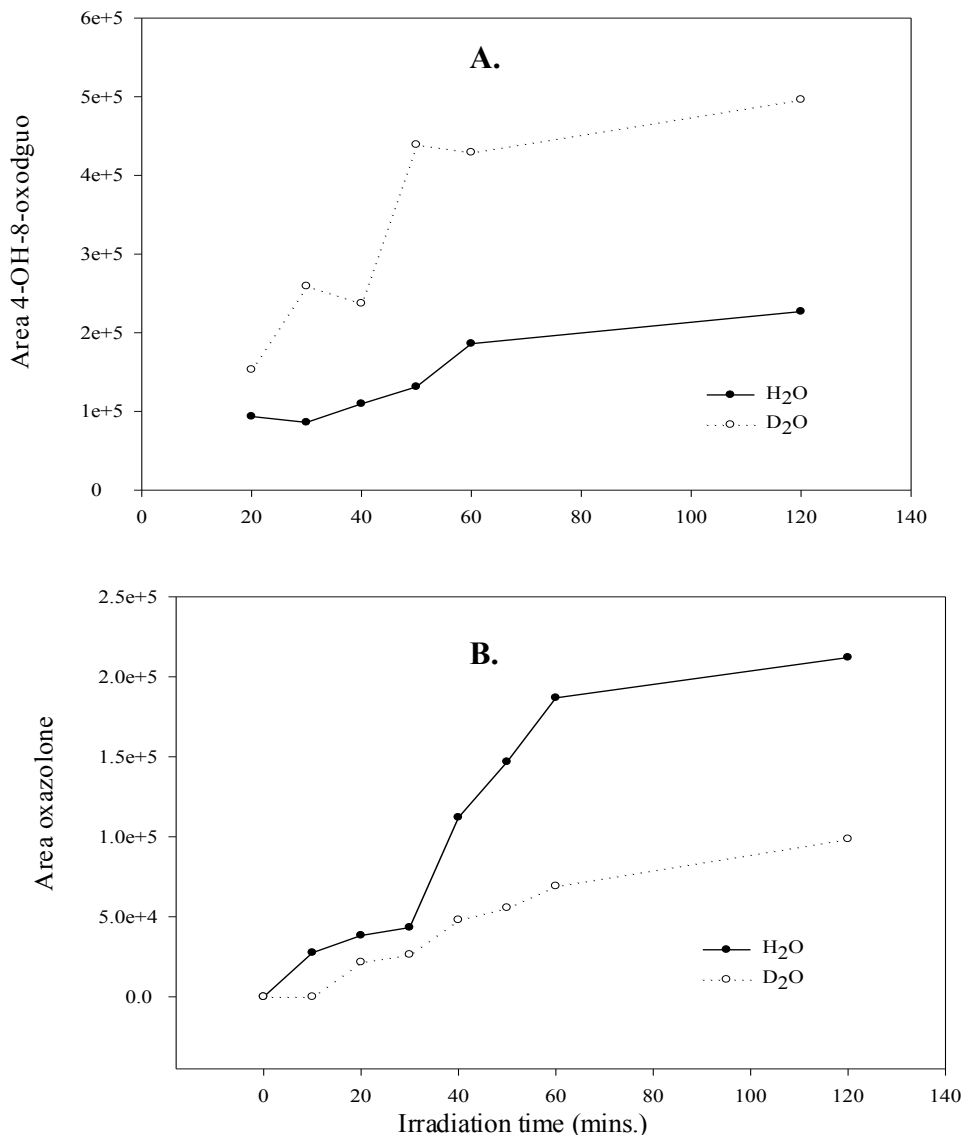 6e+5
A.
5e+5
4e+5
3e+5
2e+5
1e+5
0
Area 4-OH-8-oxodguo
H2O
D2O
0 20 40 60 80 100 120 140
2.5e+5
B.
2.0e+5
1.5e+5
1.0e+5
5.0e+4
0.0
Area oxazolone
H2O
D2O
0 20 40 60 80 100 120 140
Irradiation time (mins.)